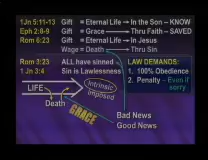 1Jn 5:11-13 Gift = Eternal Life → In the Son – KNOW
Eph 2:8-9 Gift = Grace → Thru Faith – SAVED
Rom 6:23 Gift = Eternal Life → In Jesus
Wage = Death → Thru Sin
Rom 3:23 ALL have sinned
1 Jn 3:4 Sin is Lawlessness
LAW DEMANDS:
1. 100% Obedience
2. Penalty – Even if
sorry
Intrinsic
Imposed
LIFE
Death
GRACE
Bad News
Good News